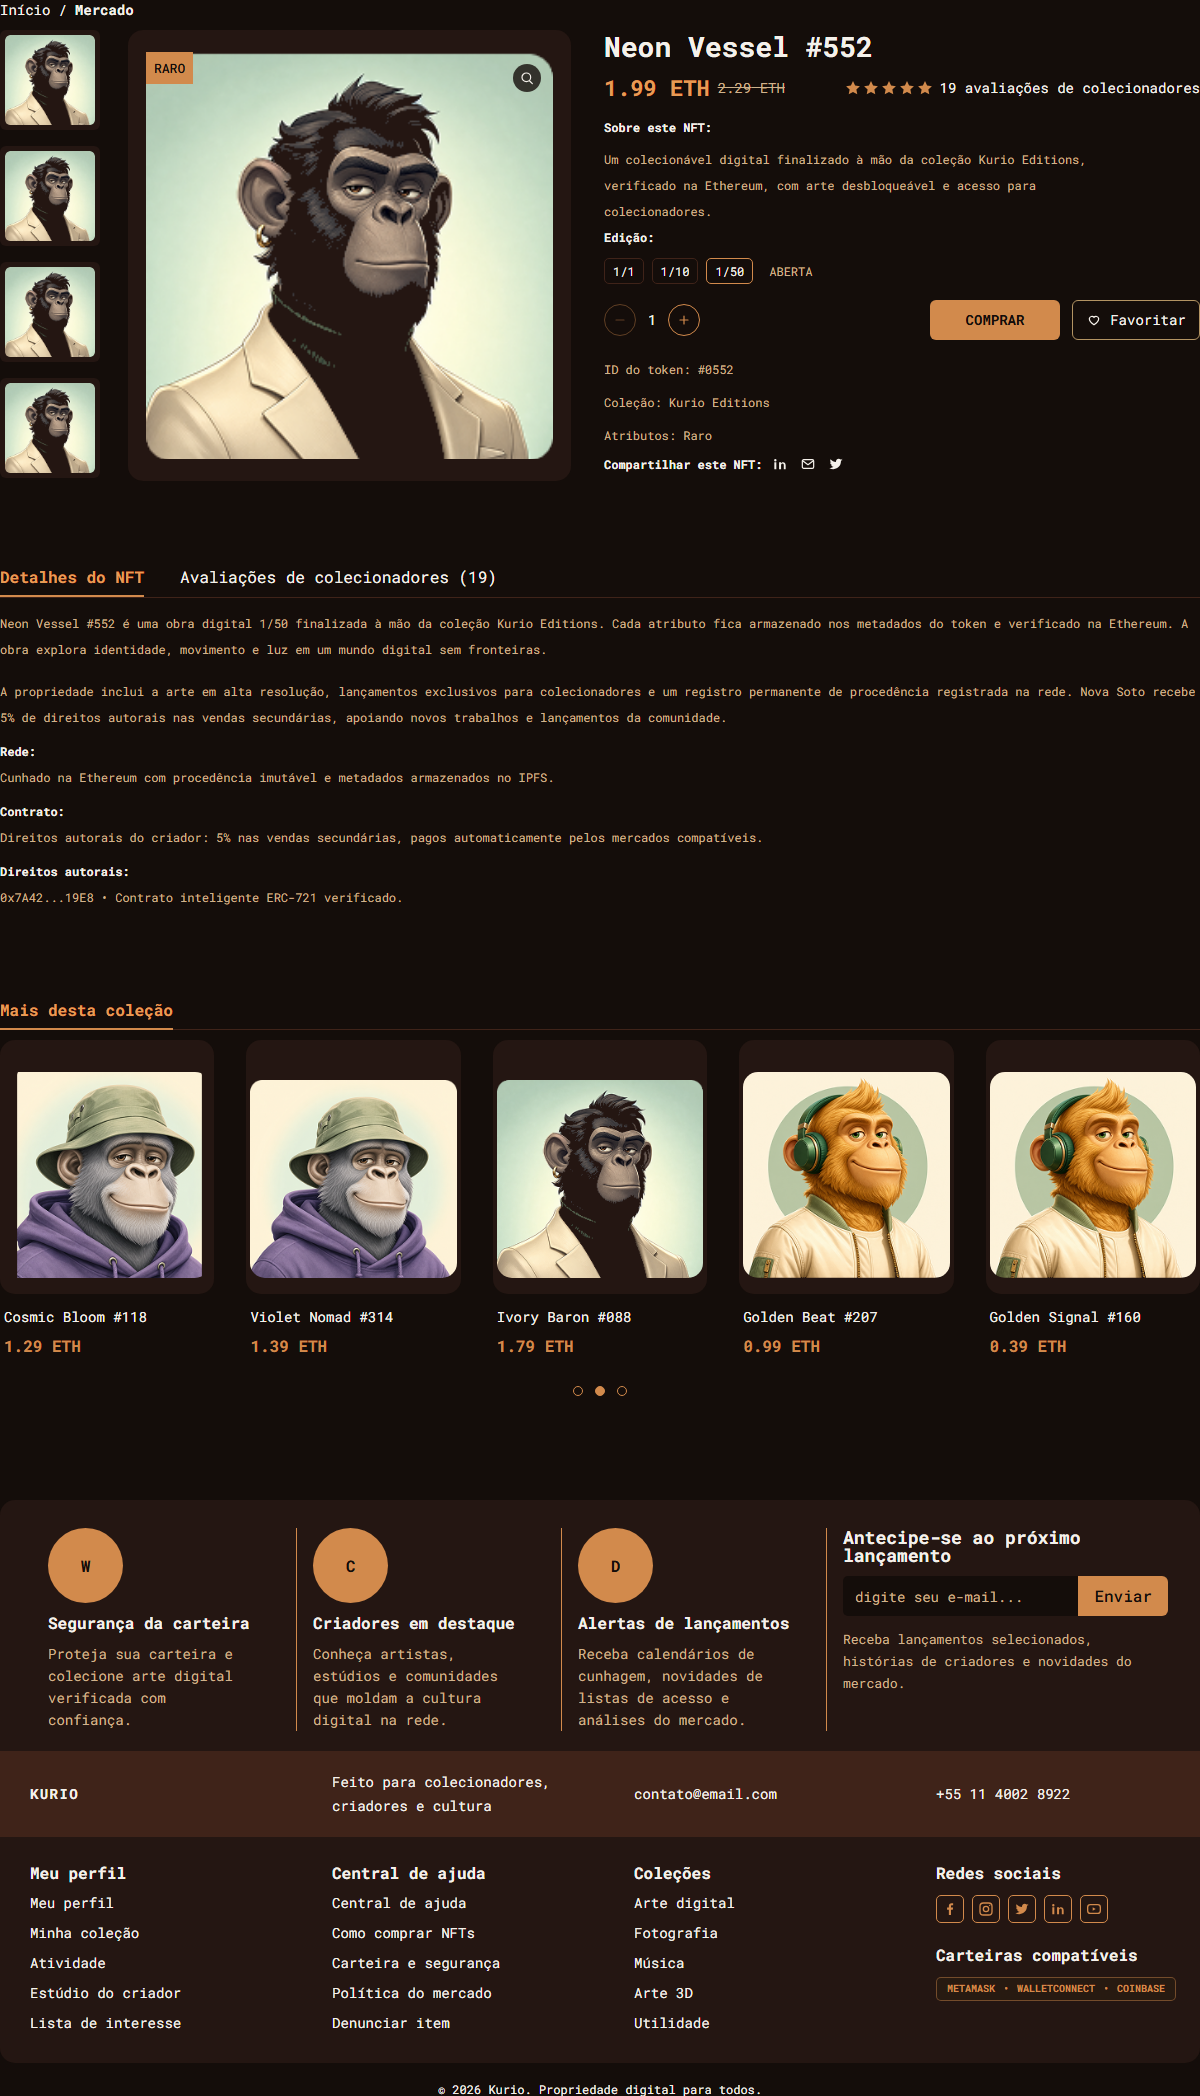 Início / Mercado
RARO
Neon Vessel #552
1.99 ETH 2.29 ETH
19 avaliações de colecionadores
Sobre este NFT:
Um colecionável digital finalizado à mão da coleção Kurio Editions,
verificado na Ethereum, com arte desbloqueável e acesso para
colecionadores.
Edição:
1/1 1/10 1/50 ABERTA
− 1 +
COMPRAR
Favoritar
ID do token: #0552
Coleção: Kurio Editions
Atributos: Raro
Compartilhar este NFT: in
Detalhes do NFT
Avaliações de colecionadores (19)
Neon Vessel #552 é uma obra digital 1/50 finalizada à mão da coleção Kurio Editions. Cada atributo fica armazenado nos metadados do token e verificado na Ethereum. A
obra explora identidade, movimento e luz em um mundo digital sem fronteiras.
A propriedade inclui a arte em alta resolução, lançamentos exclusivos para colecionadores e um registro permanente de procedência registrada na rede. Nova Soto recebe
5% de direitos autorais nas vendas secundárias, apoiando novos trabalhos e lançamentos da comunidade.
Rede:
Cunhado na Ethereum com procedência imutável e metadados armazenados no IPFS.
Contrato:
Direitos autorais do criador: 5% nas vendas secundárias, pagos automaticamente pelos mercados compatíveis.
Direitos autorais:
0x7A42...19E8 • Contrato inteligente ERC-721 verificado.
Mais desta coleção
Cosmic Bloom #118
1.29 ETH
Violet Nomad #314
1.39 ETH
Ivory Baron #088
1.79 ETH
Golden Beat #207
0.99 ETH
Golden Signal #160
0.39 ETH
W
Segurança da carteira
Proteja sua carteira e
colecione arte digital
verificada com
confiança.
C
Criadores em destaque
Conheça artistas,
estúdios e comunidades
que moldam a cultura
digital na rede.
D
Alertas de lançamentos
Receba calendários de
cunhagem, novidades de
listas de acesso e
análises do mercado.
Antecipe-se ao próximo
lançamento
digite seu e-mail...
Enviar
Receba lançamentos selecionados,
histórias de criadores e novidades do
mercado.
KURIO
Feito para colecionadores,
criadores e cultura
contato@email.com
+55 11 4002 8922
Meu perfil
Meu perfil
Minha coleção
Atividade
Estúdio do criador
Lista de interesse
Central de ajuda
Central de ajuda
Como comprar NFTs
Carteira e segurança
Política do mercado
Denunciar item
Coleções
Arte digital
Fotografia
Música
Arte 3D
Utilidade
Redes sociais
f in
Carteiras compatíveis
METAMASK • WALLETCONNECT • COINBASE
© 2026 Kurio. Propriedade digital para todos.